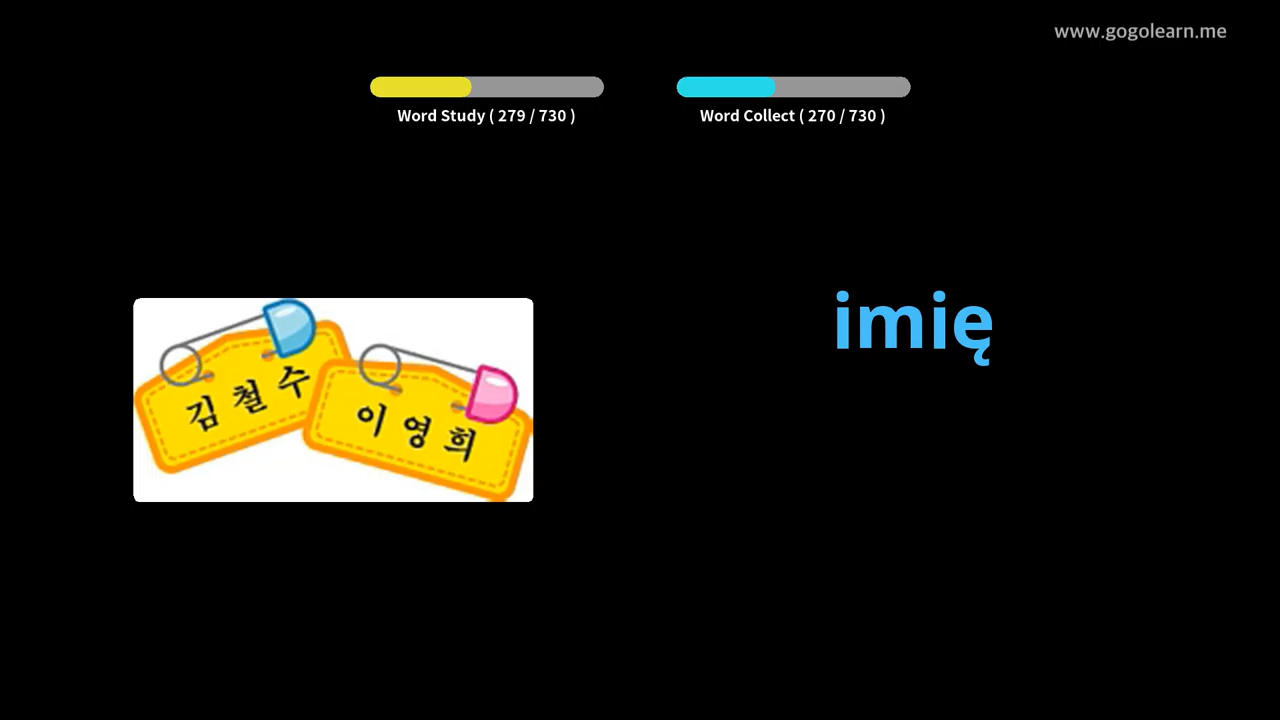 www.gogolearn.me
Word Study ( 279 / 730 )
Word Collect ( 270 / 730 )
imię
김철수
이영희